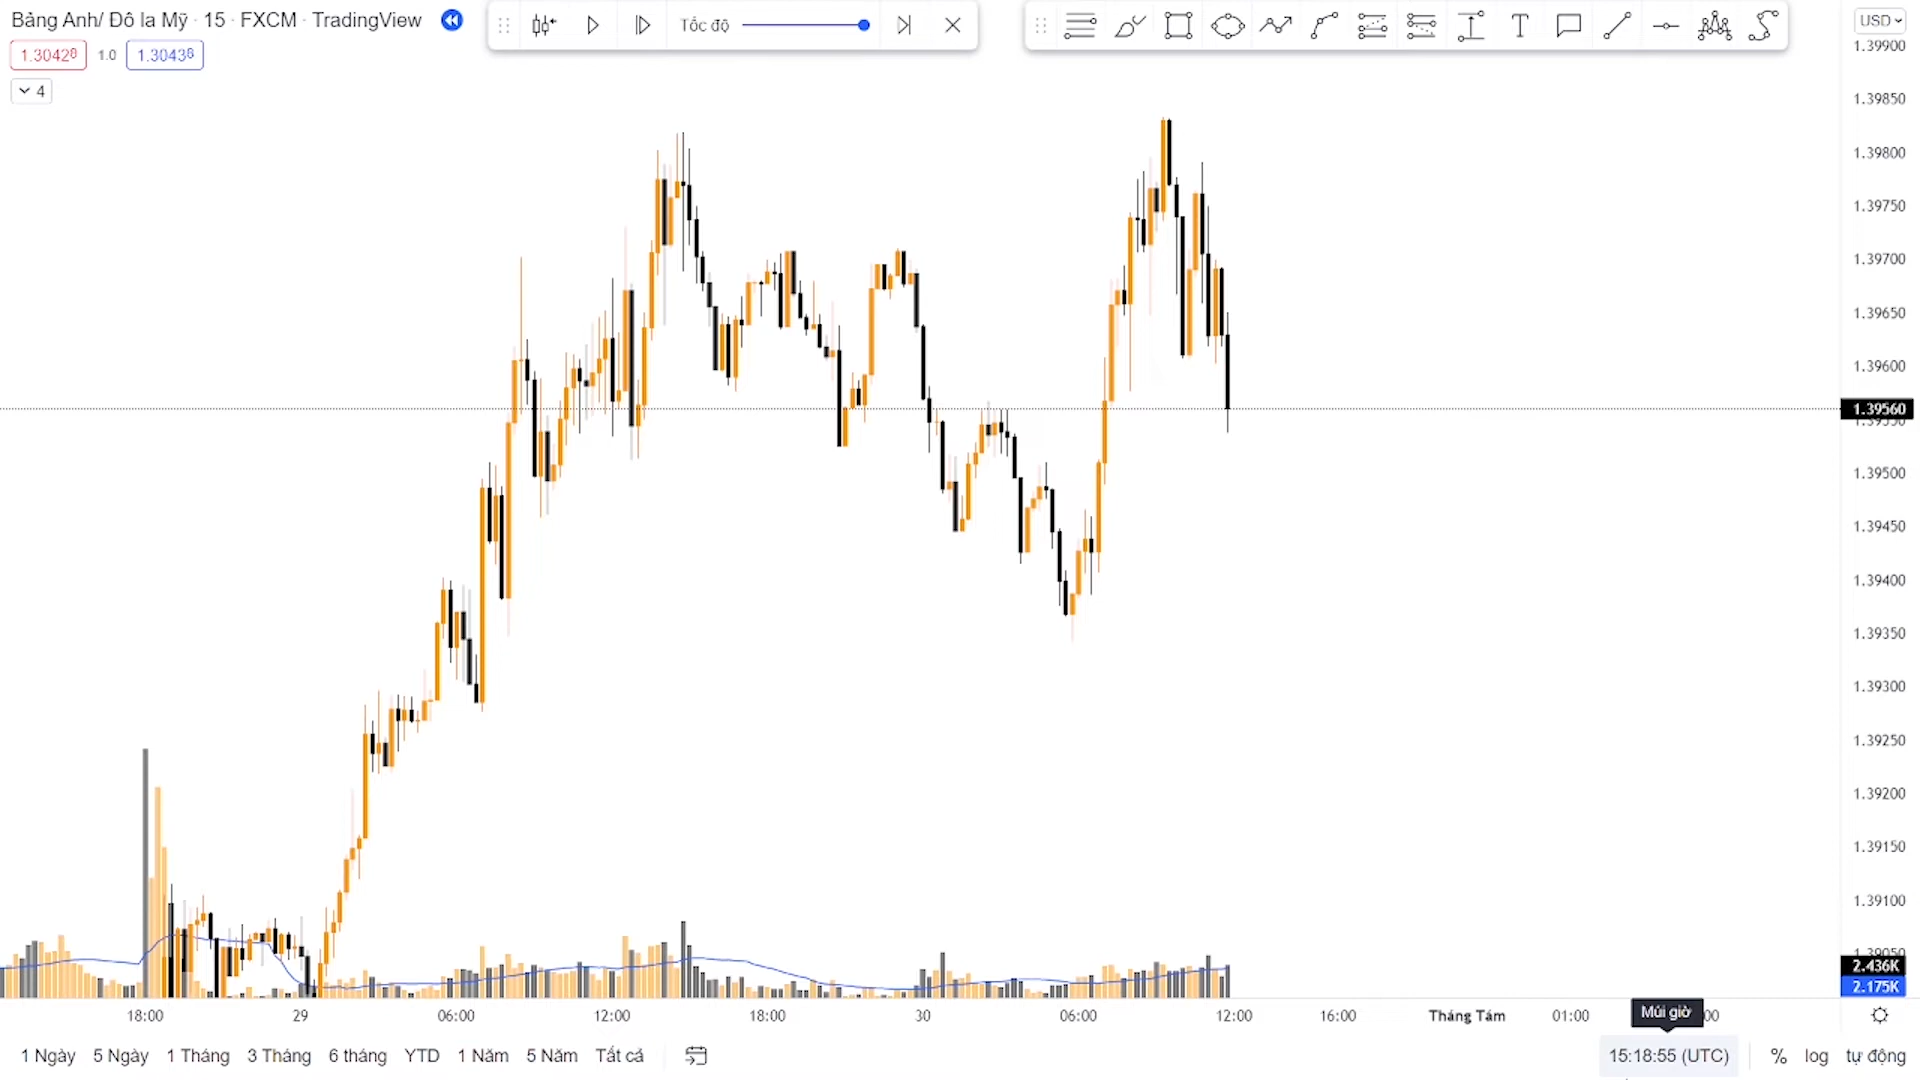 Bảng Anh/ Đô la Mỹ · 15 · FXCM · TradingView
Tốc độ
USD
1.30428
1.0
1.30438
4
1.39900
1.39850
1.39800
1.39750
1.39700
1.39650
1.39600
1.39560
1.39550
1.39500
1.39450
1.39400
1.39350
1.39300
1.39250
1.39200
1.39150
1.39100
1.39050
2.436K
2.175K
18:00
29
06:00
12:00
18:00
30
06:00
12:00
16:00
Tháng Tám
01:00
Múi giờ
1 Ngày
5 Ngày
1 Tháng
3 Tháng
6 tháng
YTD
1 Năm
5 Năm
Tất cả
15:18:55 (UTC)
%
log
tự động